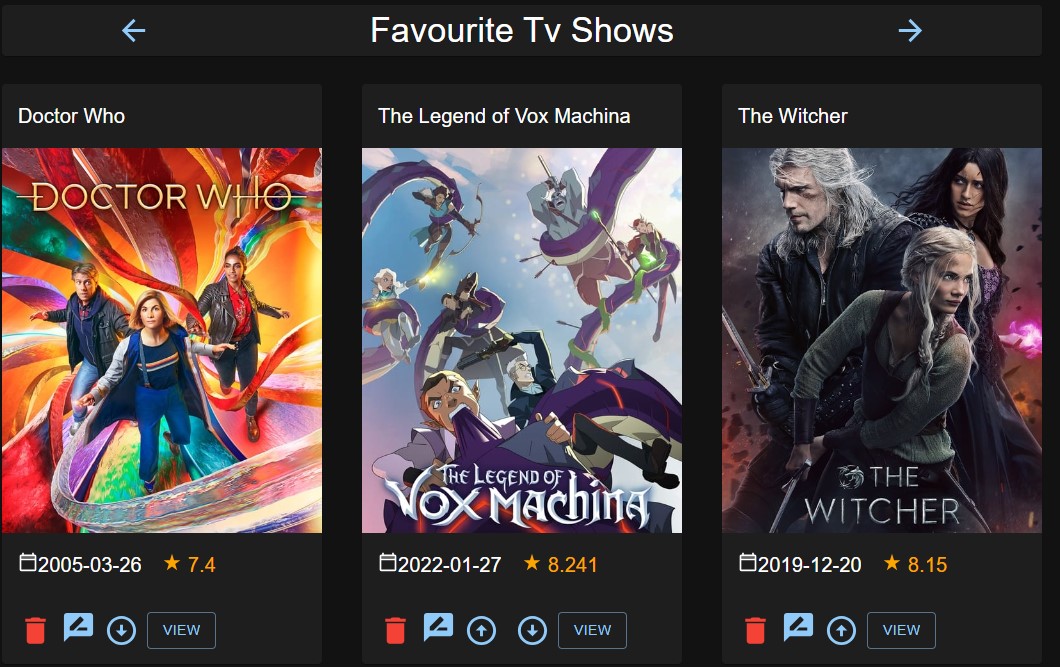 Favourite Tv Shows
Doctor Who
The Legend of Vox Machina
The Witcher
DOCTOR WHO
THE LEGEND OF
VOX MACHINA
THE
WITCHER
2005-03-26 ★ 7.4
2022-01-27 ★ 8.241
2019-12-20 ★ 8.15
VIEW
VIEW
VIEW